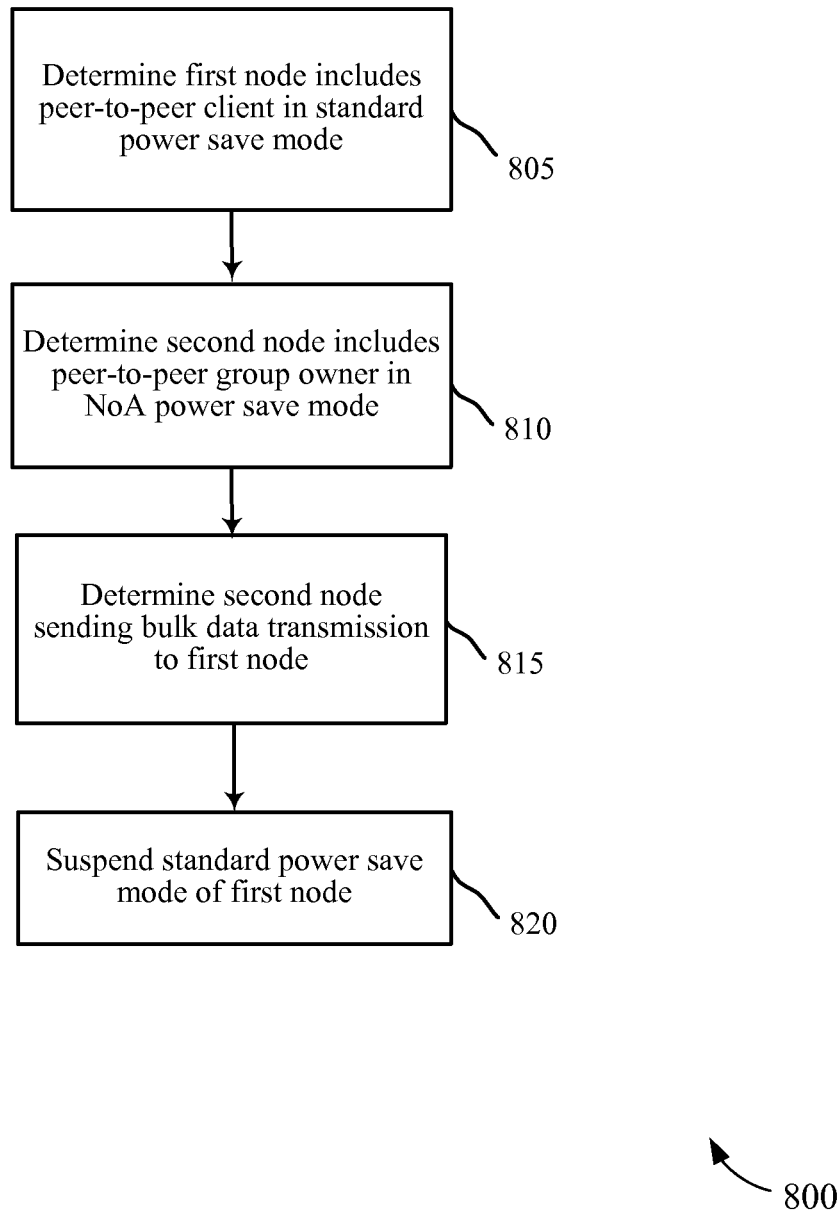 Determine first node includes
peer-to-peer client in standard
power save mode
805
Determine second node includes
peer-to-peer group owner in
NoA power save mode
810
Determine second node
sending bulk data transmission
to first node
815
Suspend standard power save
mode of first node
820
800